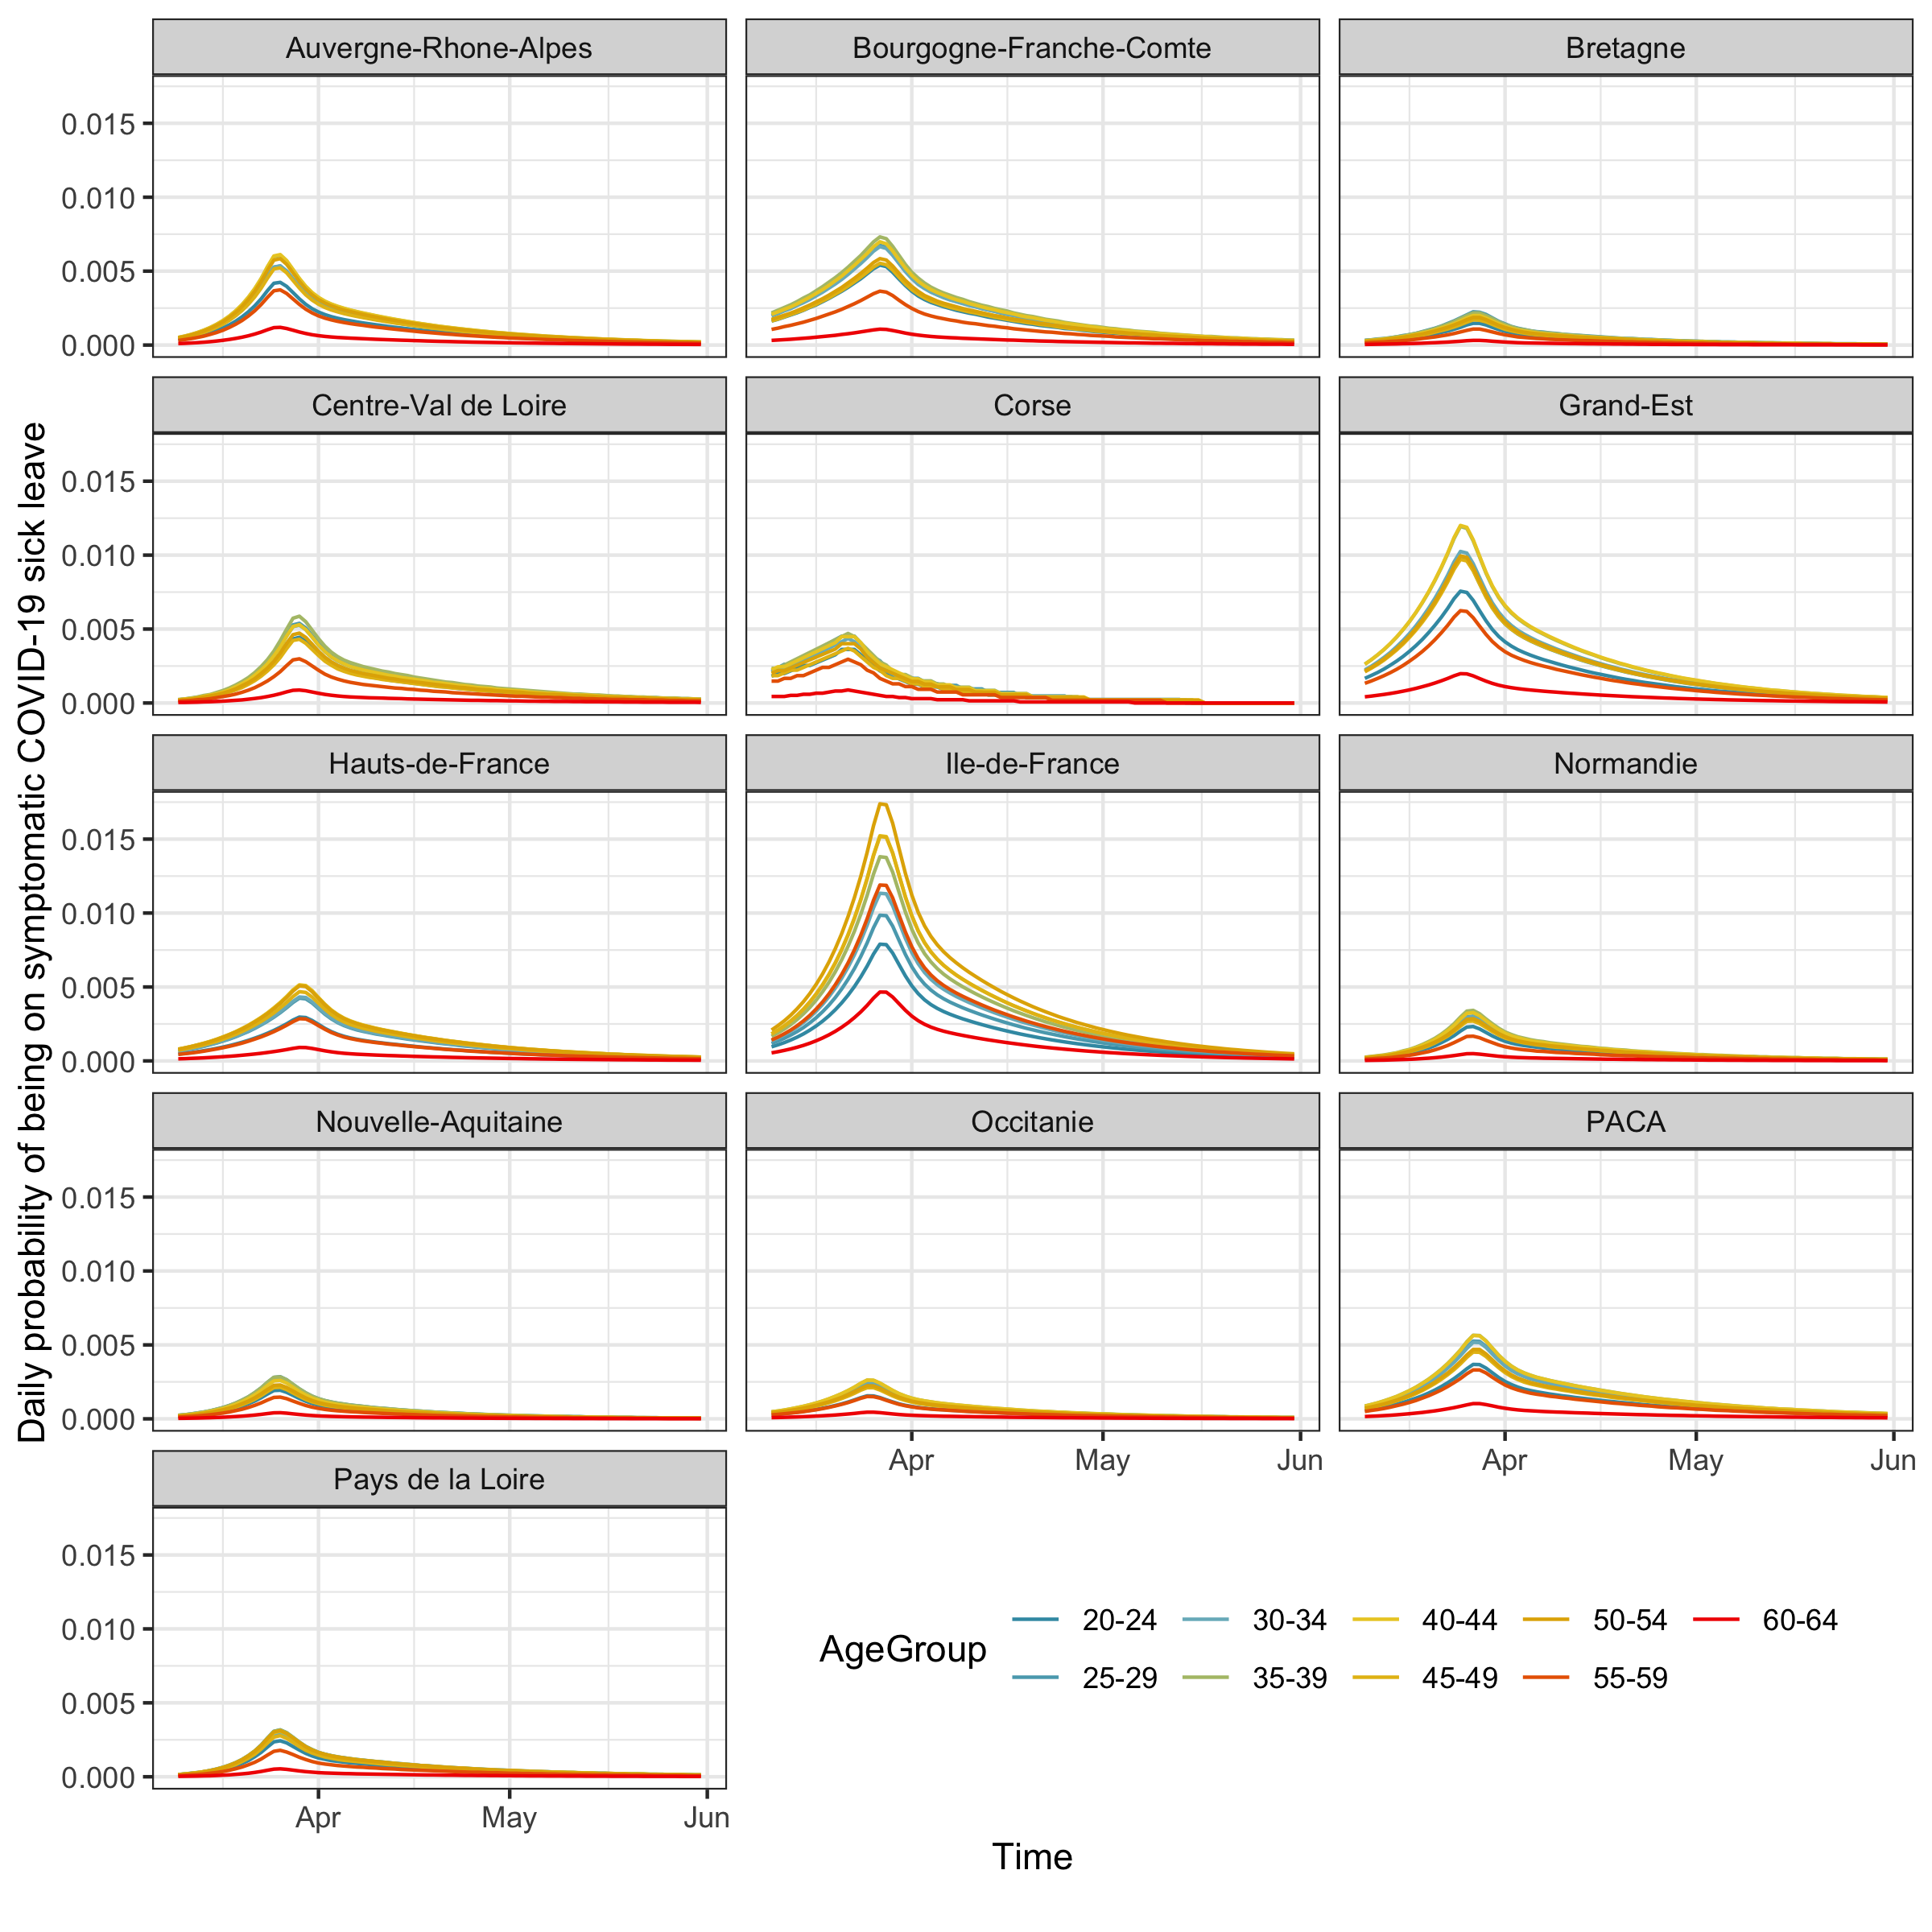 Auvergne-Rhone-Alpes Bourgogne-Franche-Comte Bretagne
0.015
0.010
0.005
0.000
Centre-Val de Loire Corse Grand-Est
0.015
0.010
0.005
0.000
Hauts-de-France Ile-de-France Normandie
0.015
0.010
0.005
0.000
Nouvelle-Aquitaine Occitanie PACA
0.015
0.010
0.005
0.000
Apr May Jun Apr May Jun
Pays de la Loire
0.015
0.010
0.005
0.000
Apr May Jun
Daily probability of being on symptomatic COVID-19 sick leave
Time
AgeGroup
20-24 30-34 40-44 50-54 60-64
25-29 35-39 45-49 55-59